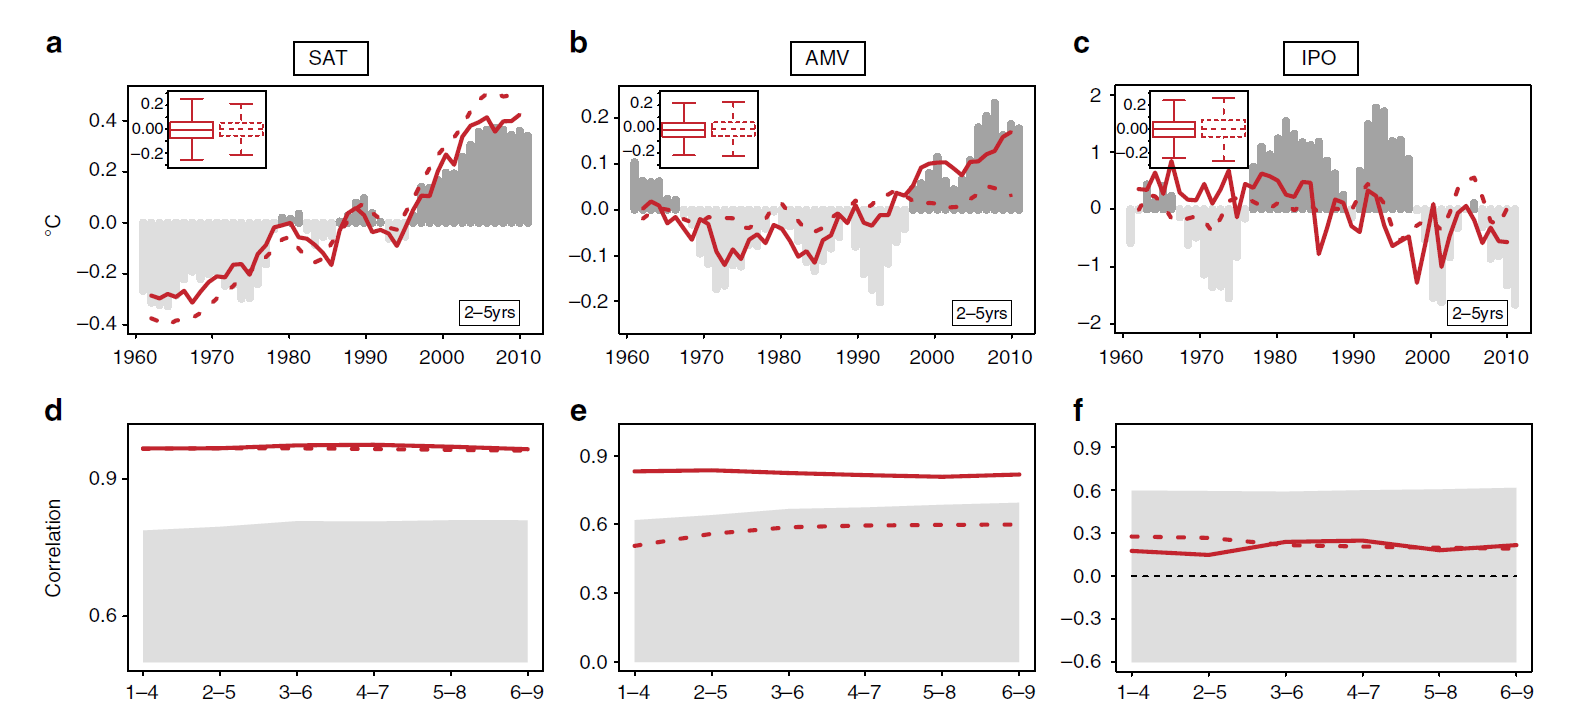 a
SAT
°C
0.4
0.2
0.0
−0.2
−0.4
0.2
0.00
−0.2
2–5yrs
1960 1970 1980 1990 2000 2010
b
AMV
0.2
0.1
0.0
−0.1
−0.2
0.2
0.00
−0.2
2–5yrs
1960 1970 1980 1990 2000 2010
c
IPO
2
1
0
−1
−2
0.2
0.00
−0.2
2–5yrs
1960 1970 1980 1990 2000 2010
d
Correlation
0.9
0.6
1–4 2–5 3–6 4–7 5–8 6–9
e
0.9
0.6
0.3
0.0
1–4 2–5 3–6 4–7 5–8 6–9
f
0.9
0.6
0.3
0.0
−0.3
−0.6
1–4 2–5 3–6 4–7 5–8 6–9